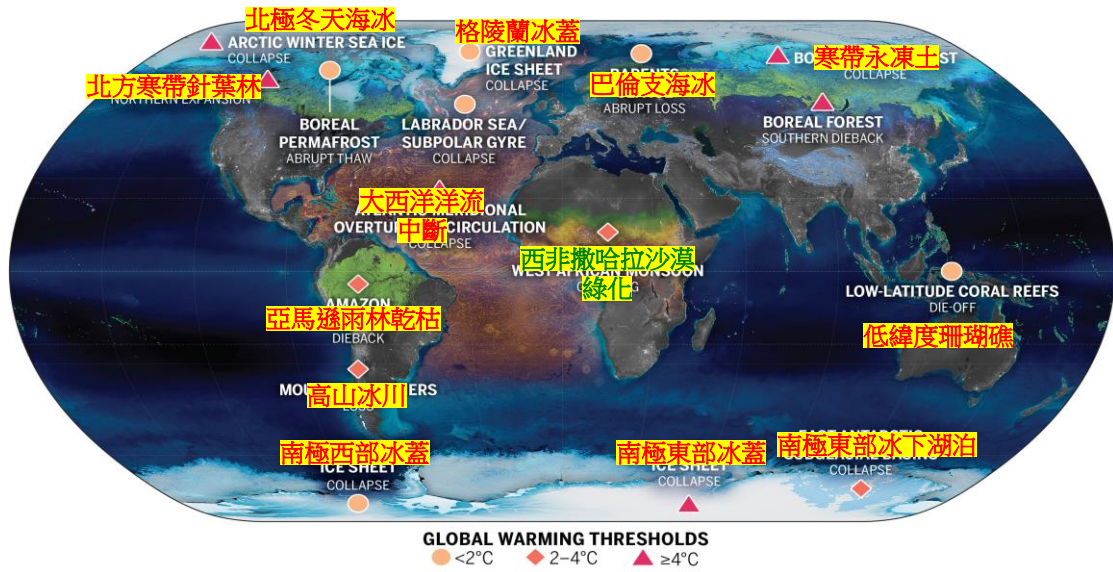 北極冬天海冰
ARCTIC WINTER SEA ICE
COLLAPSE
北方寒帶針葉林
NORTHERN EXPANSION
BOREAL
PERMAFROST
ABRUPT THAW
格陵蘭冰蓋
GREENLAND
ICE SHEET
COLLAPSE
LABRADOR SEA/
SUBPOLAR GYRE
COLLAPSE
巴倫支海冰
ABRUPT LOSS
寒帶永凍土
COLLAPSE
BOREAL FOREST
SOUTHERN DIEBACK
大西洋洋流
中斷
COLLAPSE
西非撒哈拉沙漠
WEST AFRICAN MONSOON
綠化
LOW-LATITUDE CORAL REEFS
DIE-OFF
低緯度珊瑚礁
AMAZON
亞馬遜雨林乾枯
DIEBACK
高山冰川
南極西部冰蓋
ICE SHEET
COLLAPSE
南極東部冰蓋
ICE SHEET
COLLAPSE
南極東部冰下湖泊
COLLAPSE
GLOBAL WARMING THRESHOLDS
<2°C 2–4°C ≥4°C